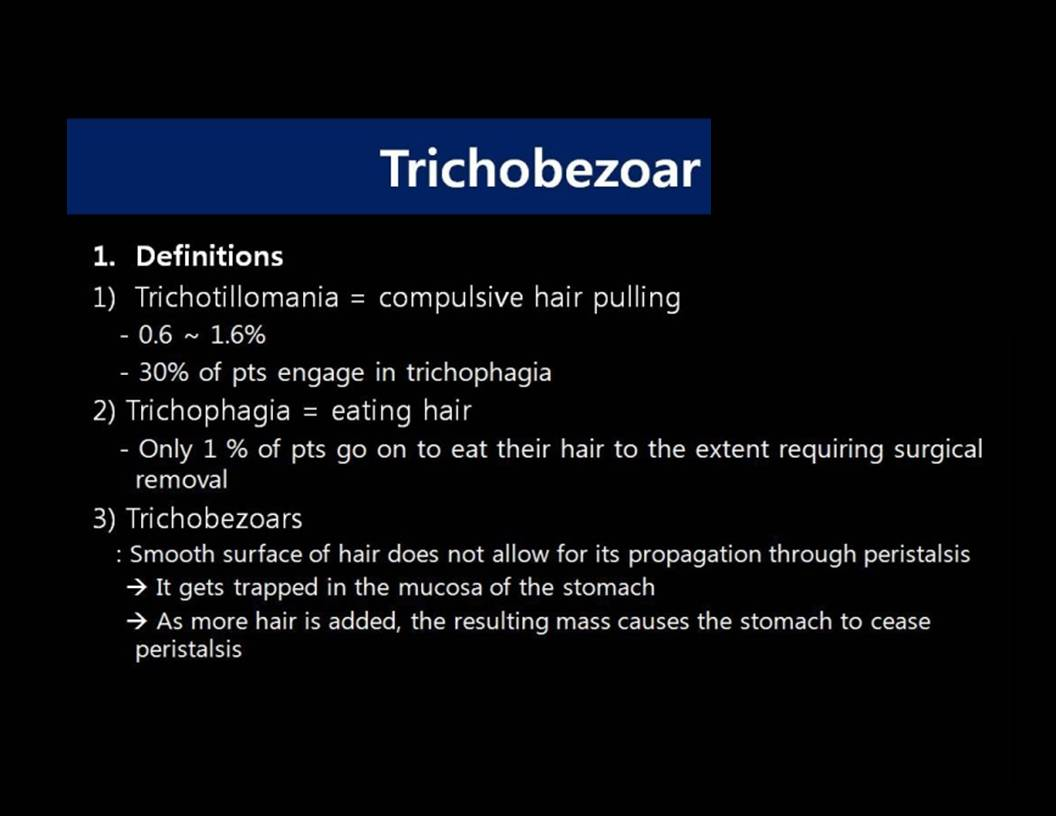 Trichobezoar
1. Definitions
1) Trichotillomania = compulsive hair pulling
- 0.6 ~ 1.6%
- 30% of pts engage in trichophagia
2) Trichophagia = eating hair
- Only 1 % of pts go on to eat their hair to the extent requiring surgical
removal
3) Trichobezoars
: Smooth surface of hair does not allow for its propagation through peristalsis
→ It gets trapped in the mucosa of the stomach
→ As more hair is added, the resulting mass causes the stomach to cease
peristalsis